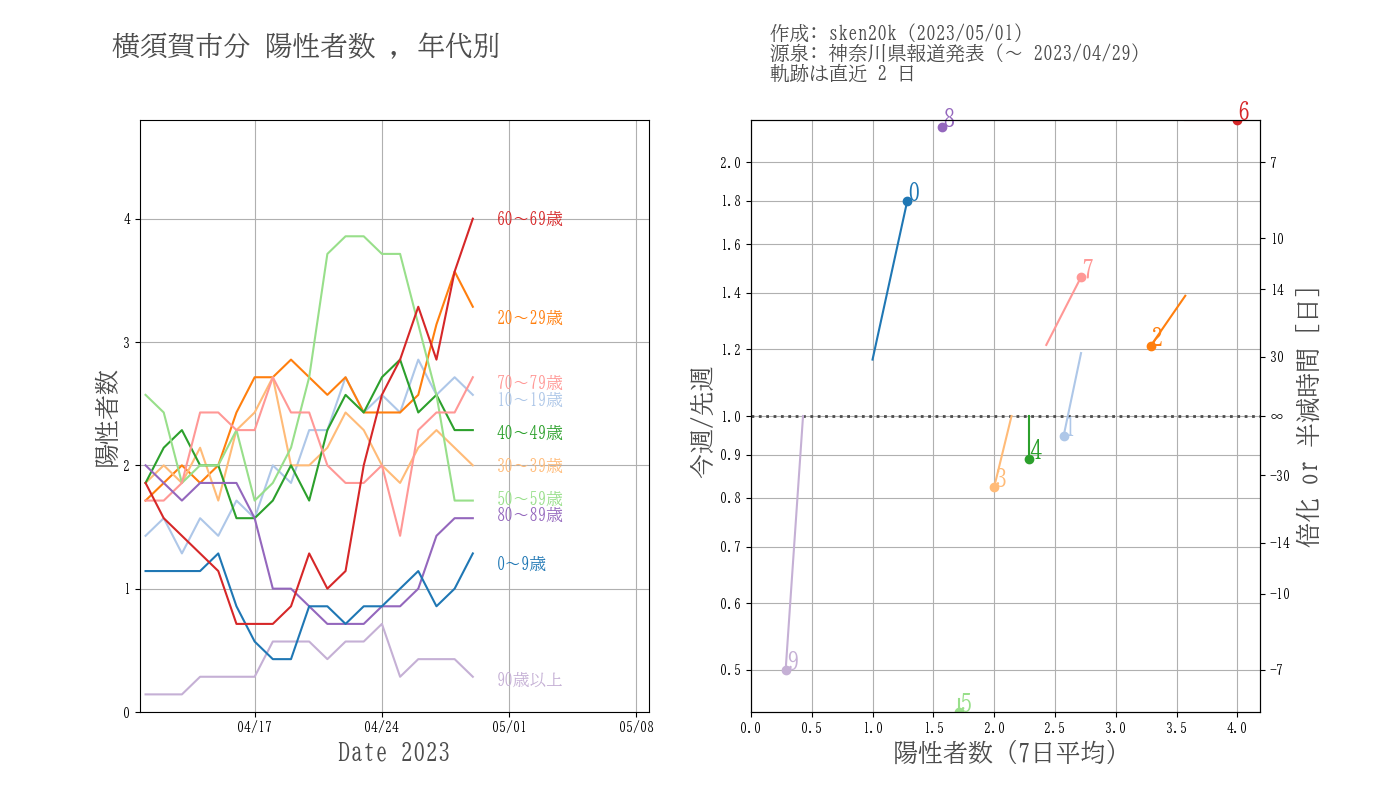 横須賀市分 陽性者数 , 年代別
作成: sken20k (2023/05/01)
源泉: 神奈川県報道発表 (～ 2023/04/29)
軌跡は直近 2 日
陽性者数
4
3
2
1
0
04/17
04/24
05/01
05/08
Date 2023
60～69歳
20～29歳
70～79歳
10～19歳
40～49歳
30～39歳
50～59歳
80～89歳
0～9歳
90歳以上
今週/先週
2.0
1.8
1.6
1.4
1.2
1.0
0.9
0.8
0.7
0.6
0.5
0.0
0.5
1.0
1.5
2.0
2.5
3.0
3.5
4.0
陽性者数 (7日平均)
8
6
0
7
2
1
4
3
9
5
7
10
14
30
∞
-30
-14
-10
-7
倍化 or 半減時間 [日]